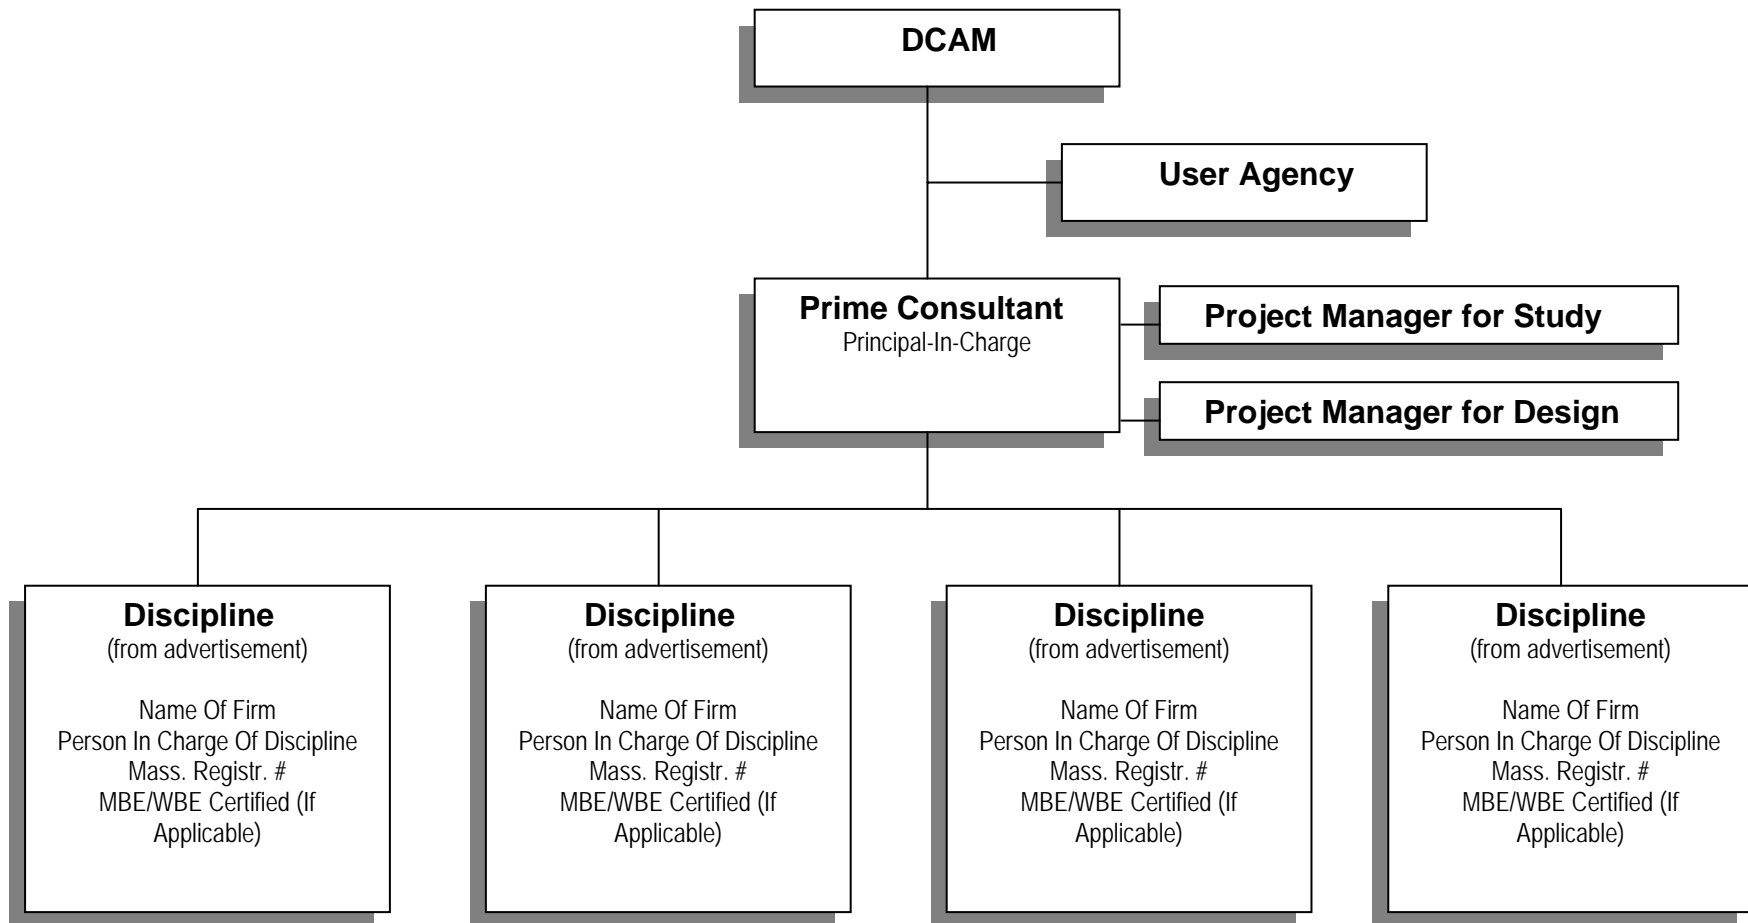 DCAM
User Agency
Prime Consultant
Principal-In-Charge
Project Manager for Study
Project Manager for Design
Discipline
(from advertisement)
Name Of Firm
Person In Charge Of Discipline
Mass. Registr. #
MBE/WBE Certified (If
Applicable)
Discipline
(from advertisement)
Name Of Firm
Person In Charge Of Discipline
Mass. Registr. #
MBE/WBE Certified (If
Applicable)
Discipline
(from advertisement)
Name Of Firm
Person In Charge Of Discipline
Mass. Registr. #
MBE/WBE Certified (If
Applicable)
Discipline
(from advertisement)
Name Of Firm
Person In Charge Of Discipline
Mass. Registr. #
MBE/WBE Certified (If
Applicable)